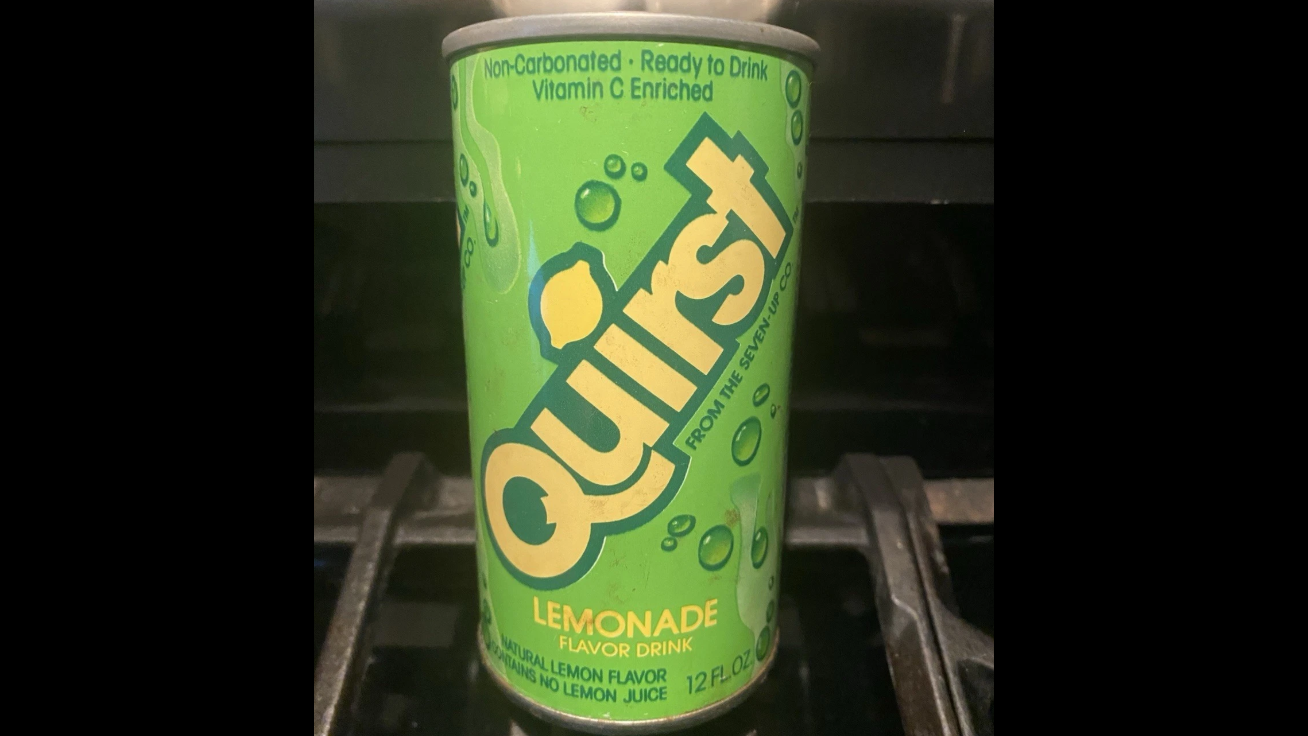 Non-Carbonated · Ready to Drink
Vitamin C Enriched
Quirst
FROM THE SEVEN-UP CO.
LEMONADE
FLAVOR DRINK
NATURAL LEMON FLAVOR
CONTAINS NO LEMON JUICE
12 FL. OZ.
CO.